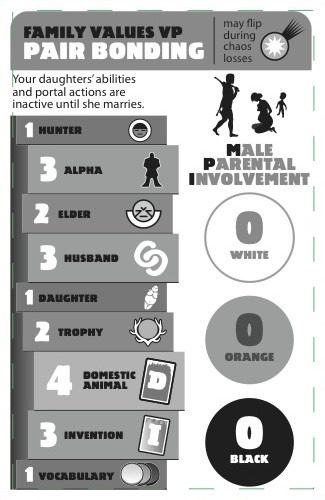 FAMILY VALUES VP
PAIR BONDING
may flip
during
chaos
losses
Your daughters' abilities
and portal actions are
inactive until she marries.
1 HUNTER
3 ALPHA
2 ELDER
3 HUSBAND
1 DAUGHTER
2 TROPHY
4 DOMESTIC
ANIMAL
D
3 INVENTION
I
1 VOCABULARY
MALE
PARENTAL
INVOLVEMENT
0
WHITE
0
ORANGE
0
BLACK